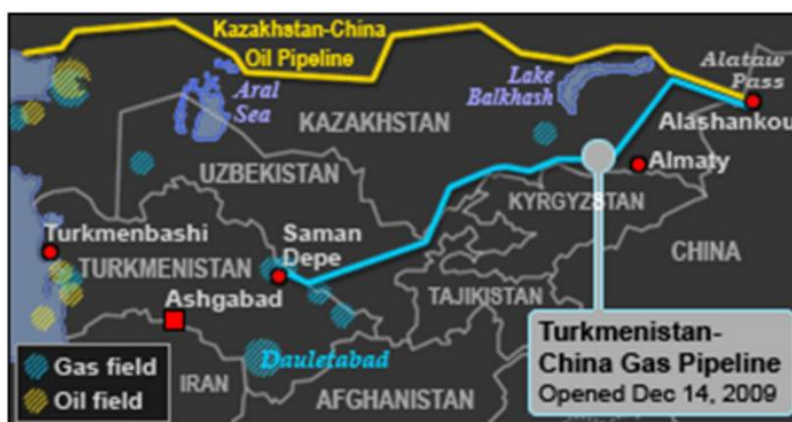 Kazakhstan-China
Oil Pipeline
Alataw
Pass
Lake
Balkhash
Aral
Sea
KAZAKHSTAN
Alashankou
Almaty
UZBEKISTAN
KYRGYZSTAN
Turkmenbashi
Saman
Depe
CHINA
TURKMENISTAN
TAJIKISTAN
Ashgabad
Turkmenistan-
China Gas Pipeline
Opened Dec 14, 2009
Dauletabad
Gas field
Oil field
IRAN
AFGHANISTAN